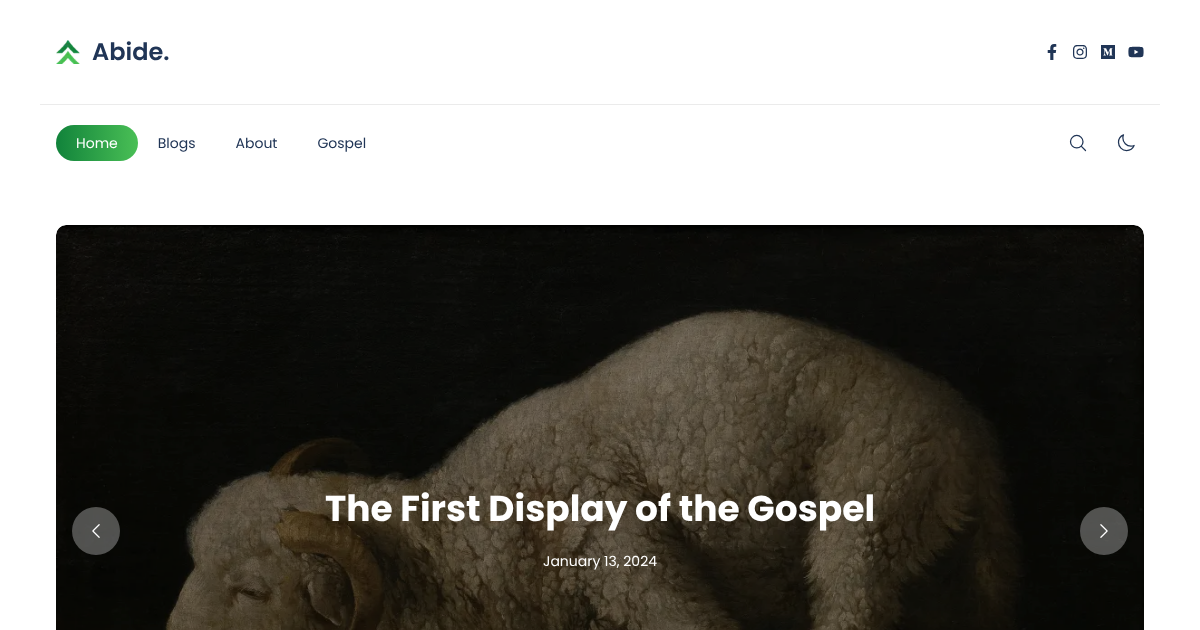 Abide.
Home
Blogs
About
Gospel
The First Display of the Gospel
January 13, 2024